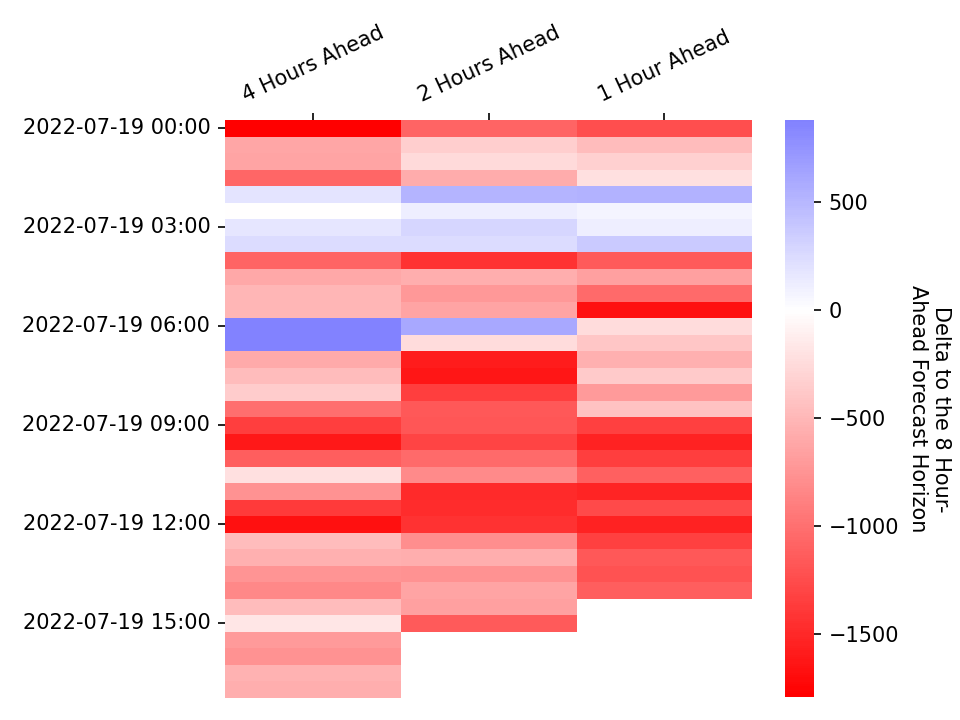 4 Hours Ahead
2 Hours Ahead
1 Hour Ahead
2022-07-19 00:00
2022-07-19 03:00
2022-07-19 06:00
2022-07-19 09:00
2022-07-19 12:00
2022-07-19 15:00
500
0
−500
−1000
−1500
Delta to the 8 Hour-
Ahead Forecast Horizon